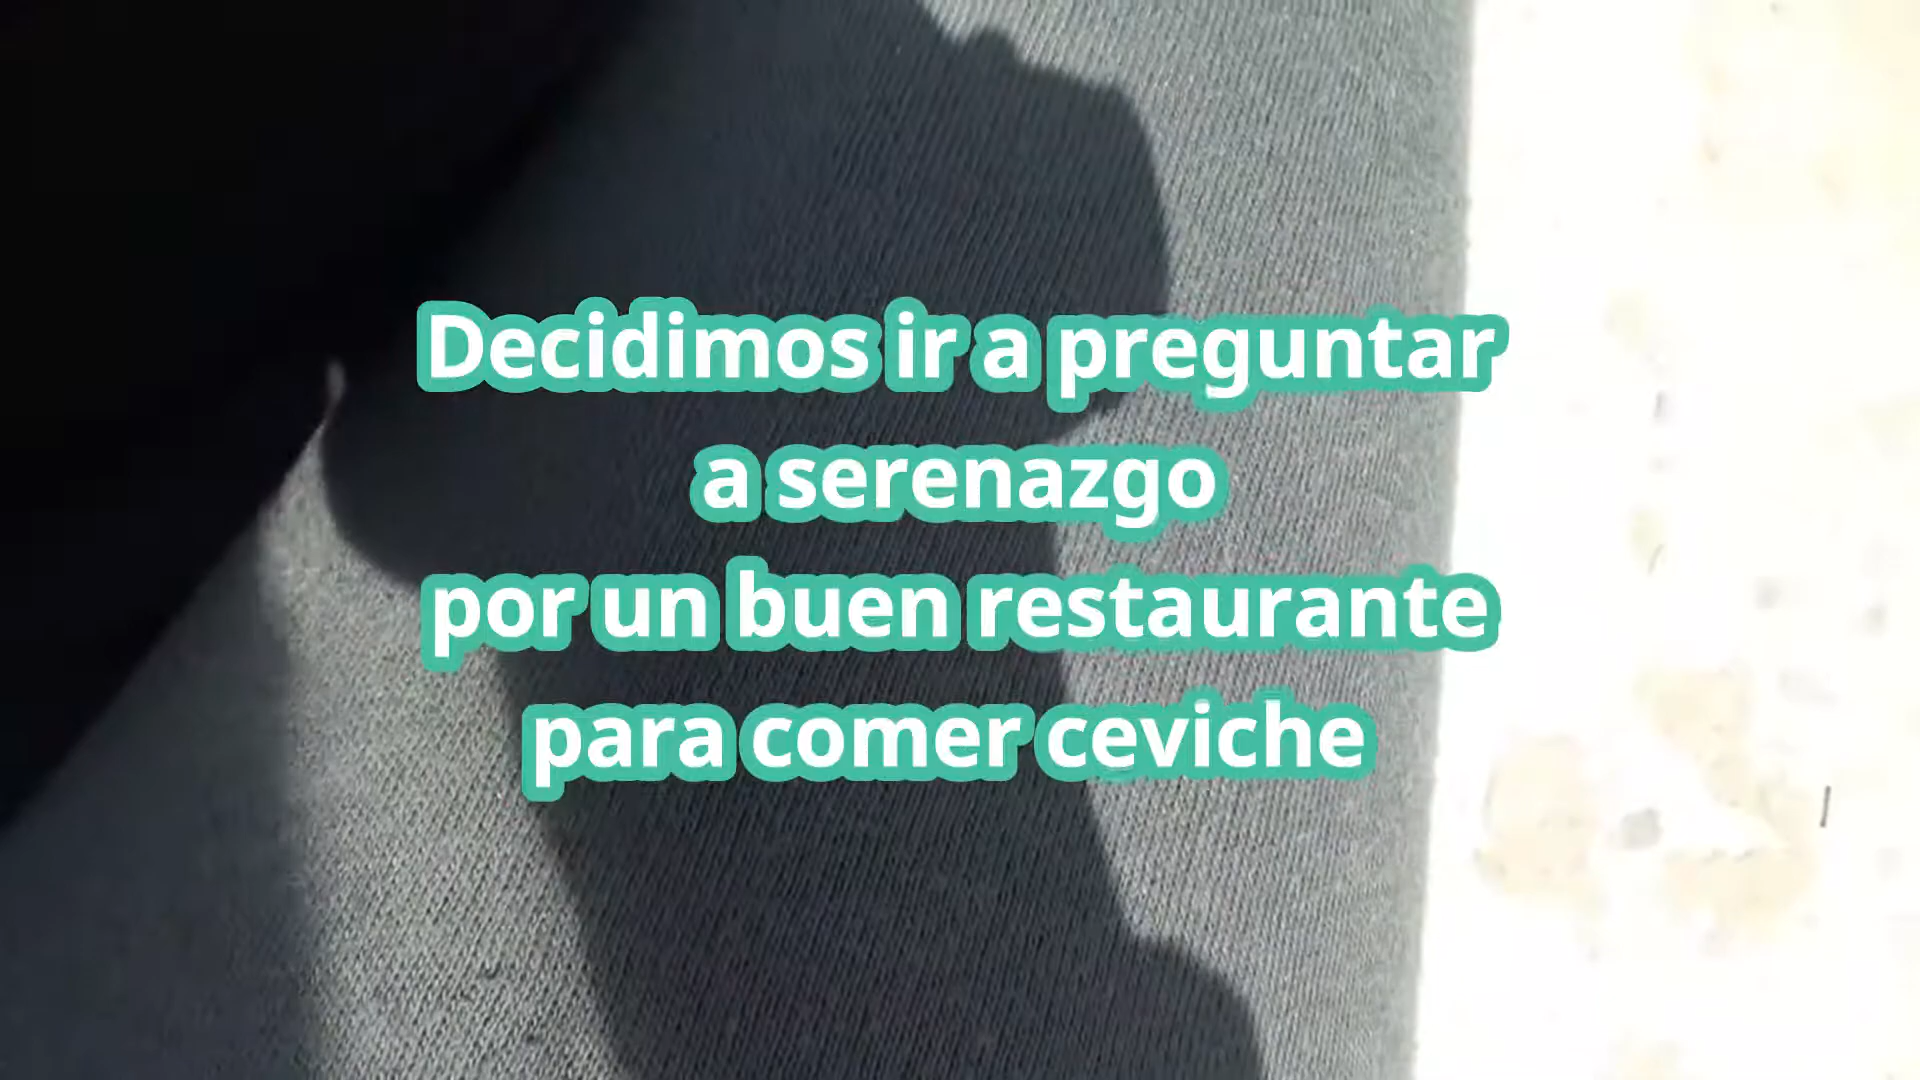 Decidimos ir a preguntar
a serenazgo
por un buen restaurante
para comer ceviche